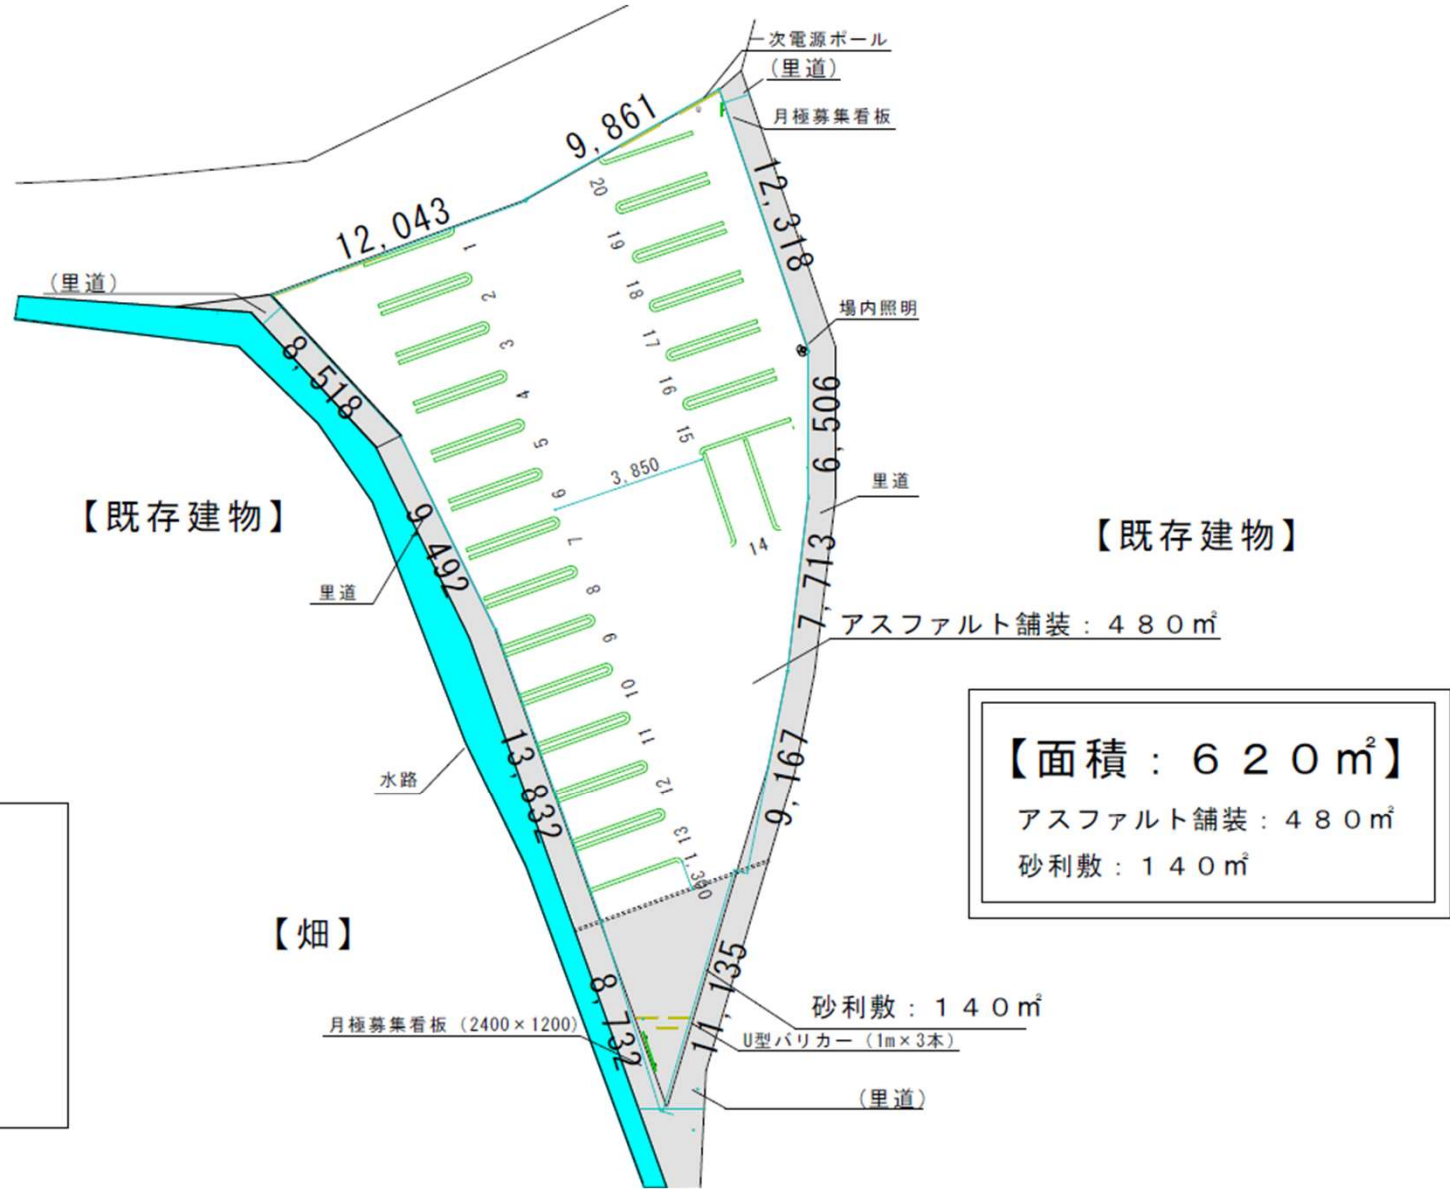 一次電源ポール
(里道)
月極募集看板
9,861
12,043
12,318
20
19
18
17
16
15
14
1
2
3
4
5
6
7
8
9
10
11
12
13
(里道)
8,518
場内照明
6,506
3,850
里道
【既存建物】
【既存建物】
9,492
7,713
里道
アスファルト舗装：４８０㎡
【面積：６２０㎡】
アスファルト舗装：４８０㎡
砂利敷：１４０㎡
13,832
9,167
水路
1,300
【畑】
8,732
11,135
砂利敷：１４０㎡
月極募集看板（2400×1200）
U型バリカー（1m×3本）
(里道)